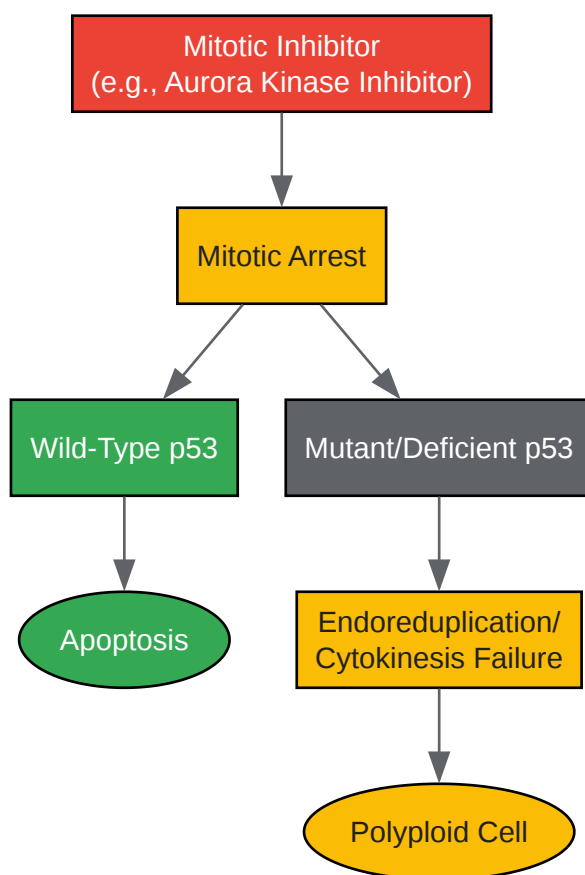 Mitotic Inhibitor
(e.g., Aurora Kinase Inhibitor)
Mitotic Arrest
Wild-Type p53
Mutant/Deficient p53
Apoptosis
Endoreduplication/
Cytokinesis Failure
Polyploid Cell